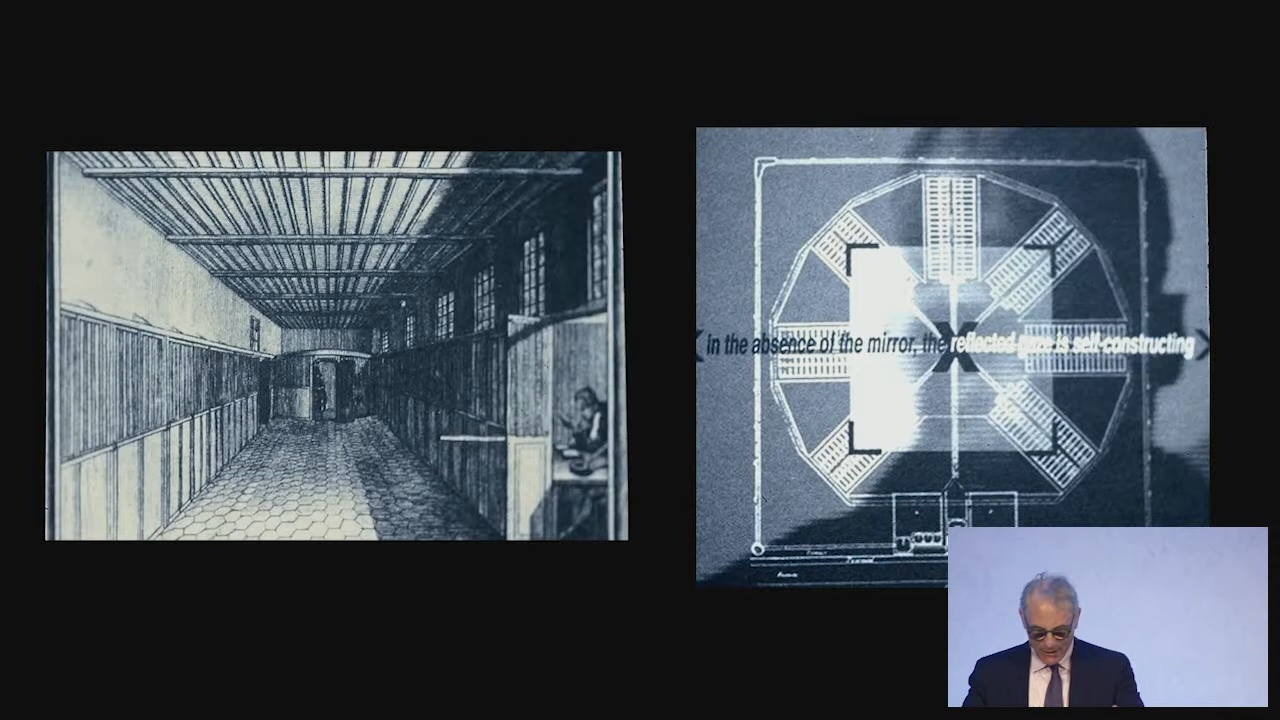 in the absence of the mirror, the reflected gaze is self-constructing